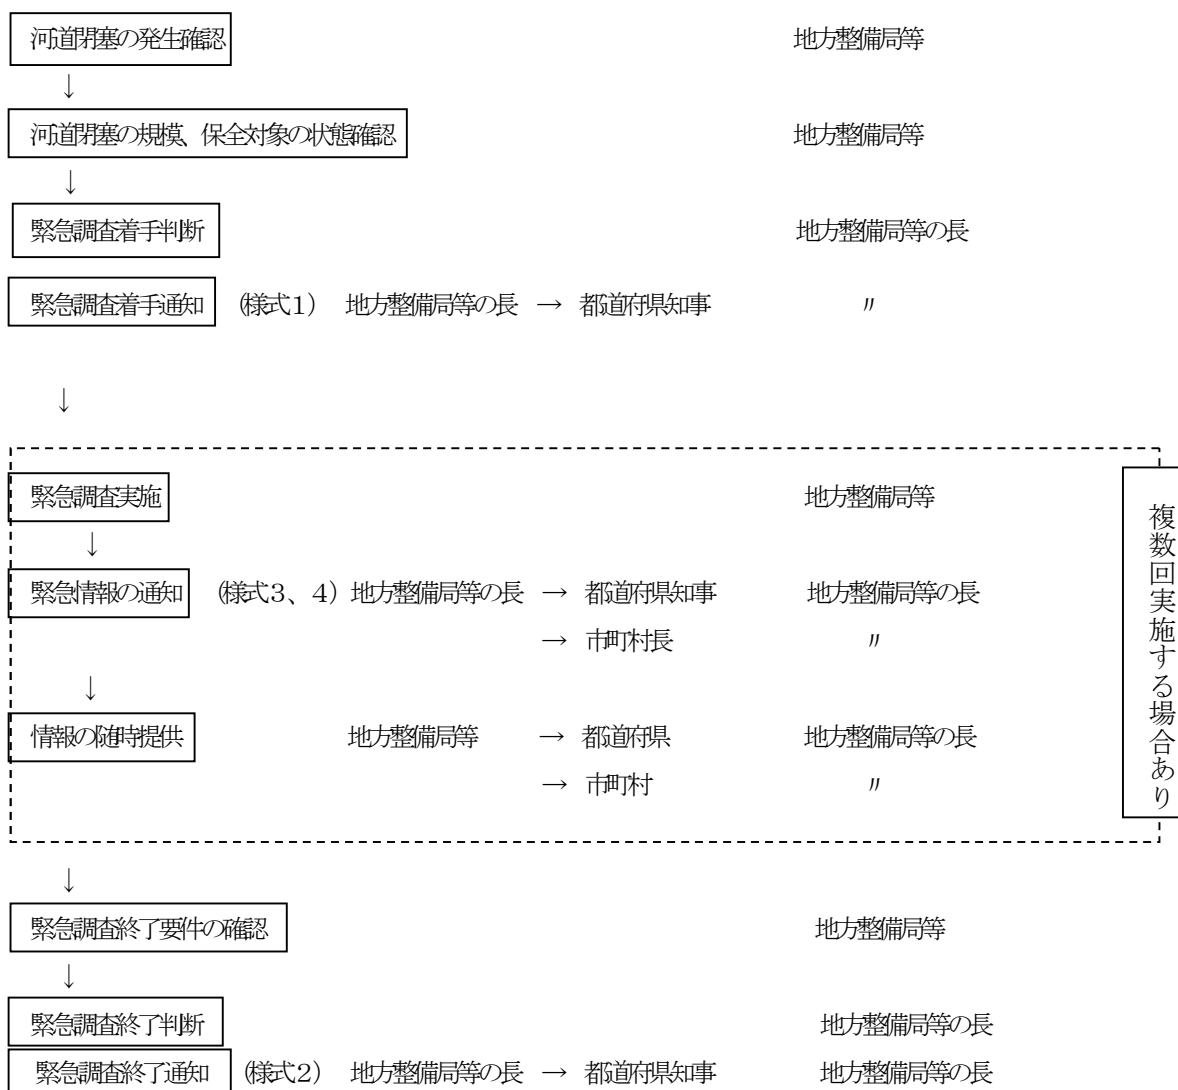 河道閉塞の発生確認 地方整備局等
↓
河道閉塞の規模、保全対象の状態確認 地方整備局等
↓
緊急調査着手判断 地方整備局等の長
緊急調査着手通知 (様式1) 地方整備局等の長 → 都道府県知事 〃
↓
緊急調査実施 地方整備局等
↓
緊急情報の通知 (様式3、4) 地方整備局等の長 → 都道府県知事 地方整備局等の長
→ 市町村長 〃
↓
情報の随時提供 地方整備局等 → 都道府県 地方整備局等の長
→ 市町村 〃
複数回実施する場合あり
↓
緊急調査終了要件の確認 地方整備局等
↓
緊急調査終了判断 地方整備局等の長
緊急調査終了通知 (様式2) 地方整備局等の長 → 都道府県知事 地方整備局等の長